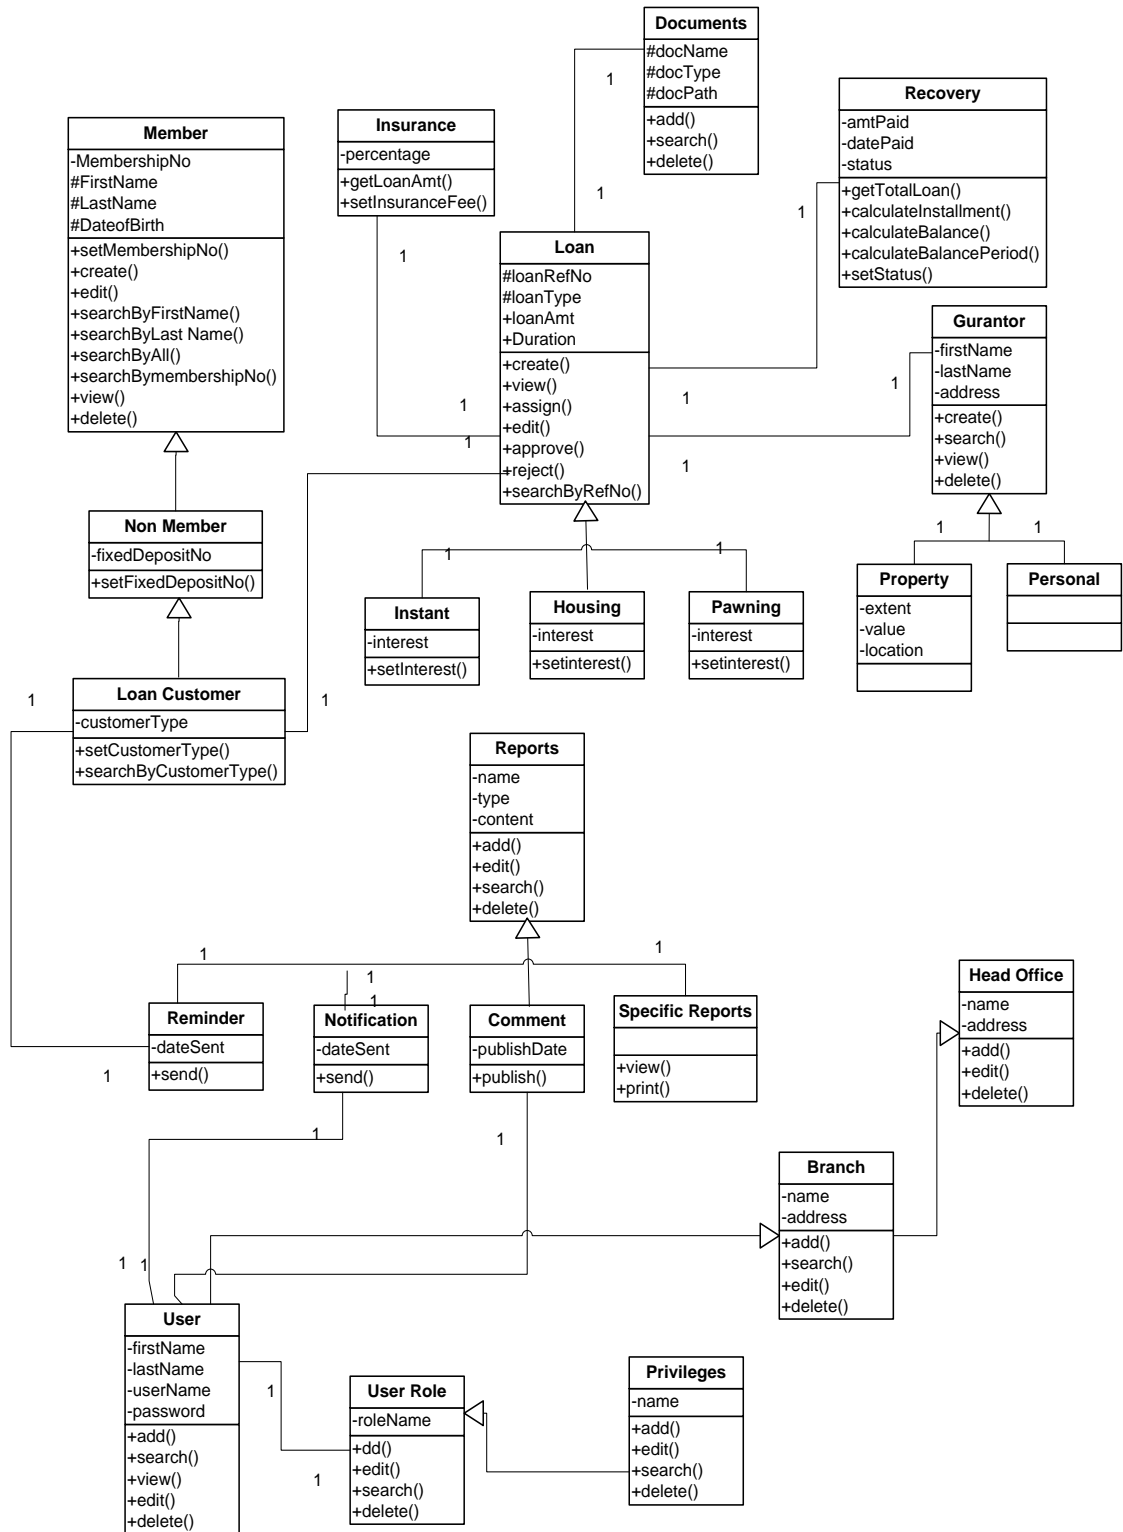 Documents
#docName
#docType
#docPath
+add()
+search()
+delete()
1
1
Recovery
-amtPaid
-datePaid
-status
+getTotalLoan()
+calculateInstallment()
+calculateBalance()
+calculateBalancePeriod()
+setStatus()
1
1
Insurance
-percentage
+getLoanAmt()
+setInsuranceFee()
1
1
Member
-MembershipNo
#FirstName
#LastName
#DateofBirth
+setMembershipNo()
+create()
+edit()
+searchByFirstName()
+searchByLast Name()
+searchByAll()
+searchBymembershipNo()
+view()
+delete()
Loan
#loanRefNo
#loanType
+loanAmt
+Duration
+create()
+view()
+assign()
+edit()
+approve()
+reject()
+searchByRefNo()
1
1
Gurantor
-firstName
-lastName
-address
+create()
+search()
+view()
+delete()
1
1
1
Non Member
-fixedDepositNo
+setFixedDepositNo()
1
1
Instant
-interest
+setInterest()
Housing
-interest
+setinterest()
Pawning
-interest
+setinterest()
Property
-extent
-value
-location
Personal
Loan Customer
-customerType
+setCustomerType()
+searchByCustomerType()
1
1
Reports
-name
-type
-content
+add()
+edit()
+search()
+delete()
1
1
1
1
Reminder
-dateSent
+send()
1
Notification
-dateSent
+send()
1
Comment
-publishDate
+publish()
1
Specific Reports
+view()
+print()
Head Office
-name
-address
+add()
+edit()
+delete()
Branch
-name
-address
+add()
+search()
+edit()
+delete()
1
1
User
-firstName
-lastName
-userName
-password
+add()
+search()
+view()
+edit()
+delete()
1
1
User Role
-roleName
+dd()
+edit()
+search()
+delete()
Privileges
-name
+add()
+edit()
+search()
+delete()